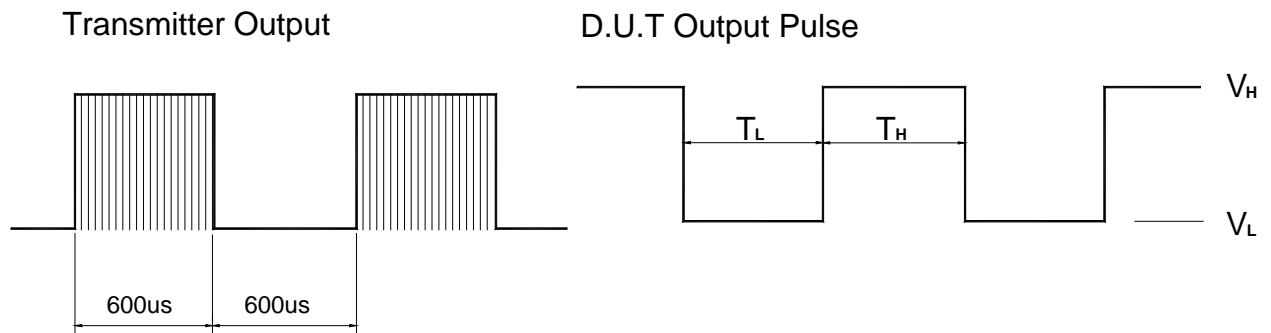 Transmitter Output
D.U.T Output Pulse
VH
TL
TH
VL
600us
600us